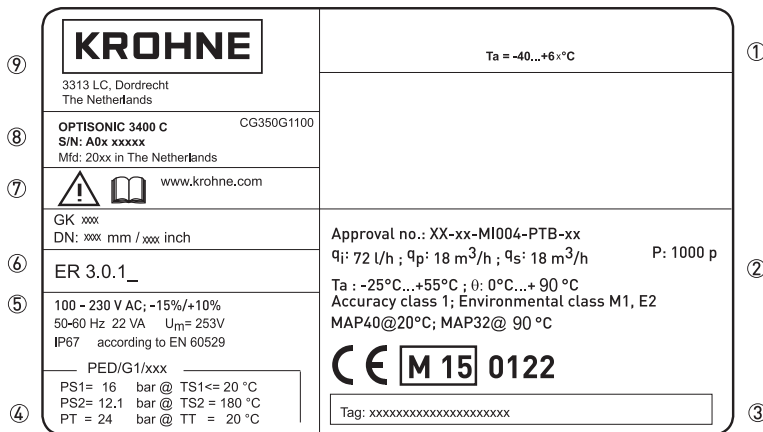 ⑨
KROHNE
3313 LC, Dordrecht
The Netherlands
⑧
OPTISONIC 3400 C CG350G1100
S/N: A0x xxxxx
Mfd: 20xx in The Netherlands
⑦
www.krohne.com
GK xxx
DN: xxx mm / xxx inch
⑥
ER 3.0.1_
⑤
100 - 230 V AC; -15%/+10%
50-60 Hz 22 VA Um= 253V
IP67 according to EN 60529
PED/G1/xxx
PS1= 16 bar @ TS1<= 20 °C
PS2= 12.1 bar @ TS2 = 180 °C
④
PT = 24 bar @ TT = 20 °C
Ta = -40...+6x°C
①
Approval no.: XX-xx-MI004-PTB-xx
qi: 72 l/h ; qp: 18 m³/h ; qs: 18 m³/h P: 1000 p
②
Ta : -25°C...+55°C ; θ: 0°C...+ 90 °C
Accuracy class 1; Environmental class M1, E2
MAP40@20°C; MAP32@ 90 °C
CE M 15 0122
Tag: xxxxxxxxxxxxxxxxxxxxx
③